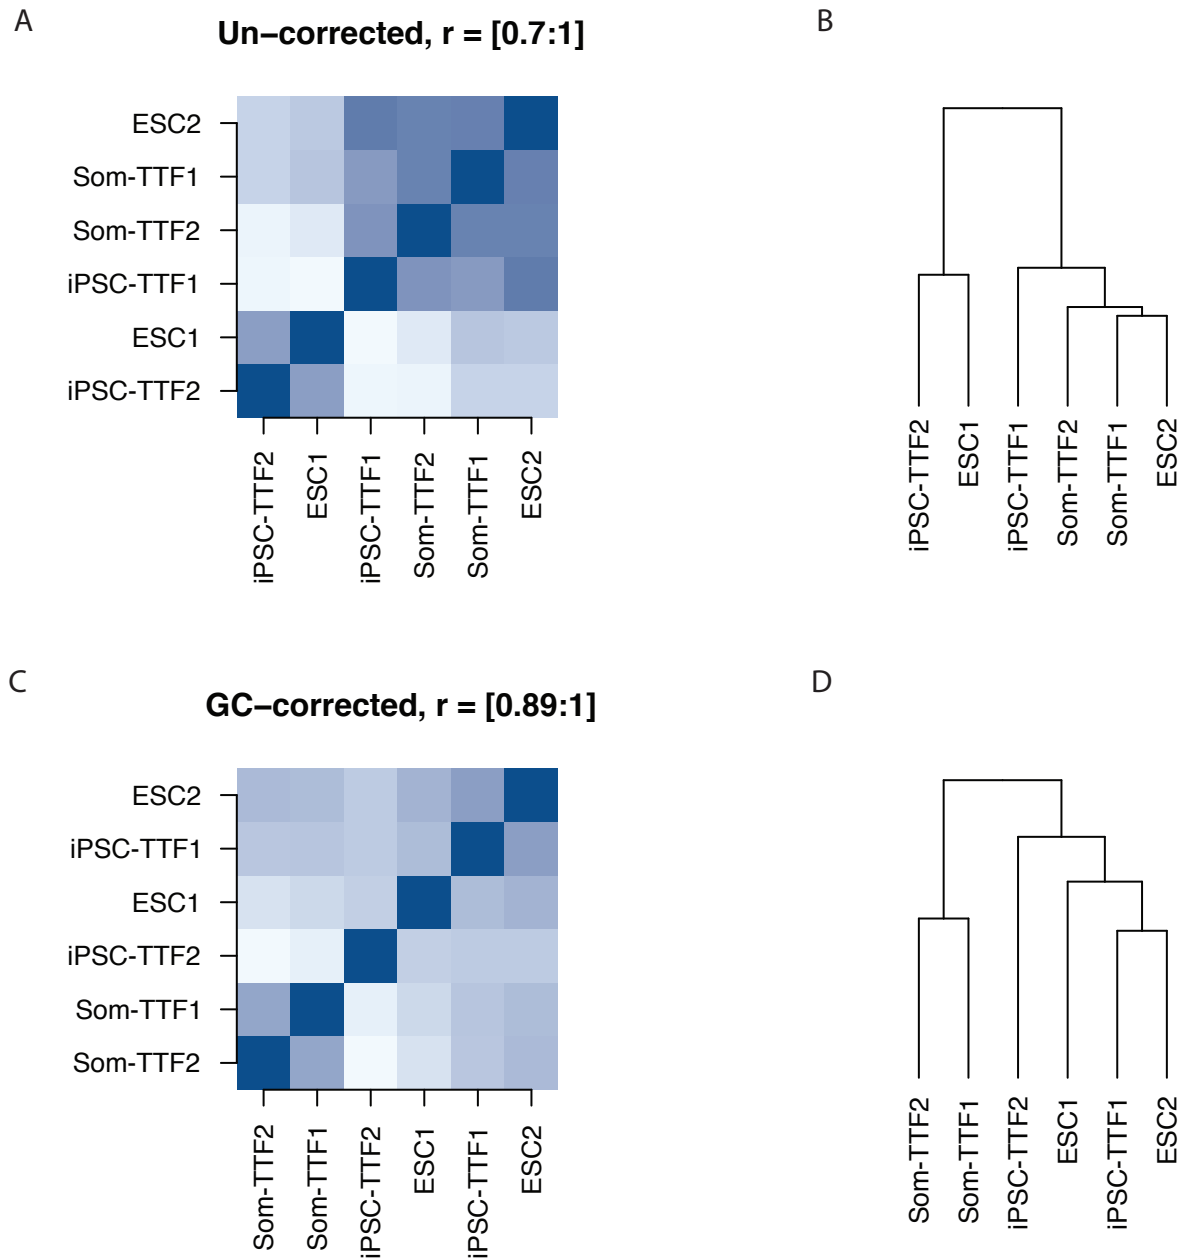 A
Un−corrected, r = [0.7:1]
ESC2
Som-TTF1
Som-TTF2
iPSC-TTF1
ESC1
iPSC-TTF2
iPSC-TTF2
ESC1
iPSC-TTF1
Som-TTF2
Som-TTF1
ESC2
B
iPSC-TTF2
ESC1
iPSC-TTF1
Som-TTF2
Som-TTF1
ESC2
C
GC−corrected, r = [0.89:1]
ESC2
iPSC-TTF1
ESC1
iPSC-TTF2
Som-TTF1
Som-TTF2
Som-TTF2
Som-TTF1
iPSC-TTF2
ESC1
iPSC-TTF1
ESC2
D
Som-TTF2
Som-TTF1
iPSC-TTF2
ESC1
iPSC-TTF1
ESC2